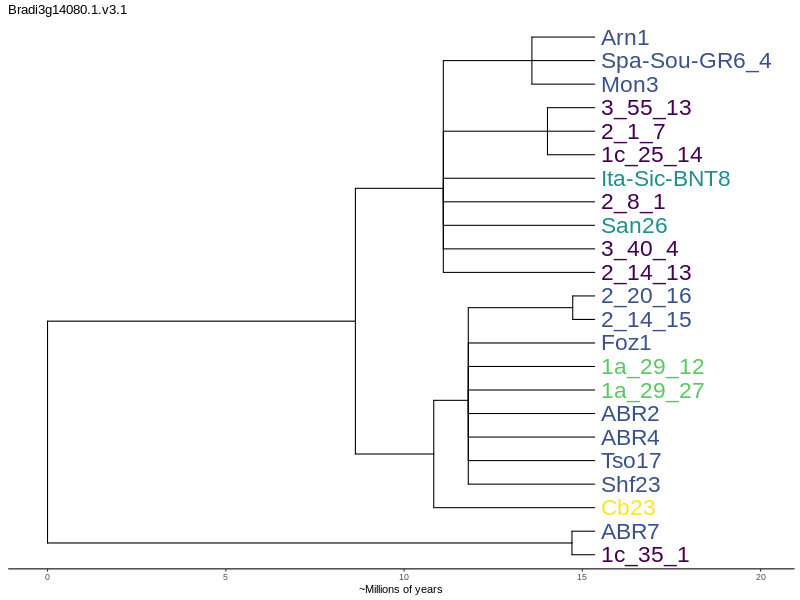 Bradi3g14080.1.v3.1
Arn1
Spa-Sou-GR6_4
Mon3
3_55_13
2_1_7
1c_25_14
Ita-Sic-BNT8
2_8_1
San26
3_40_4
2_14_13
2_20_16
2_14_15
Foz1
1a_29_12
1a_29_27
ABR2
ABR4
Tso17
Shf23
Cb23
ABR7
1c_35_1
0 5 10 15 20
~Millions of years